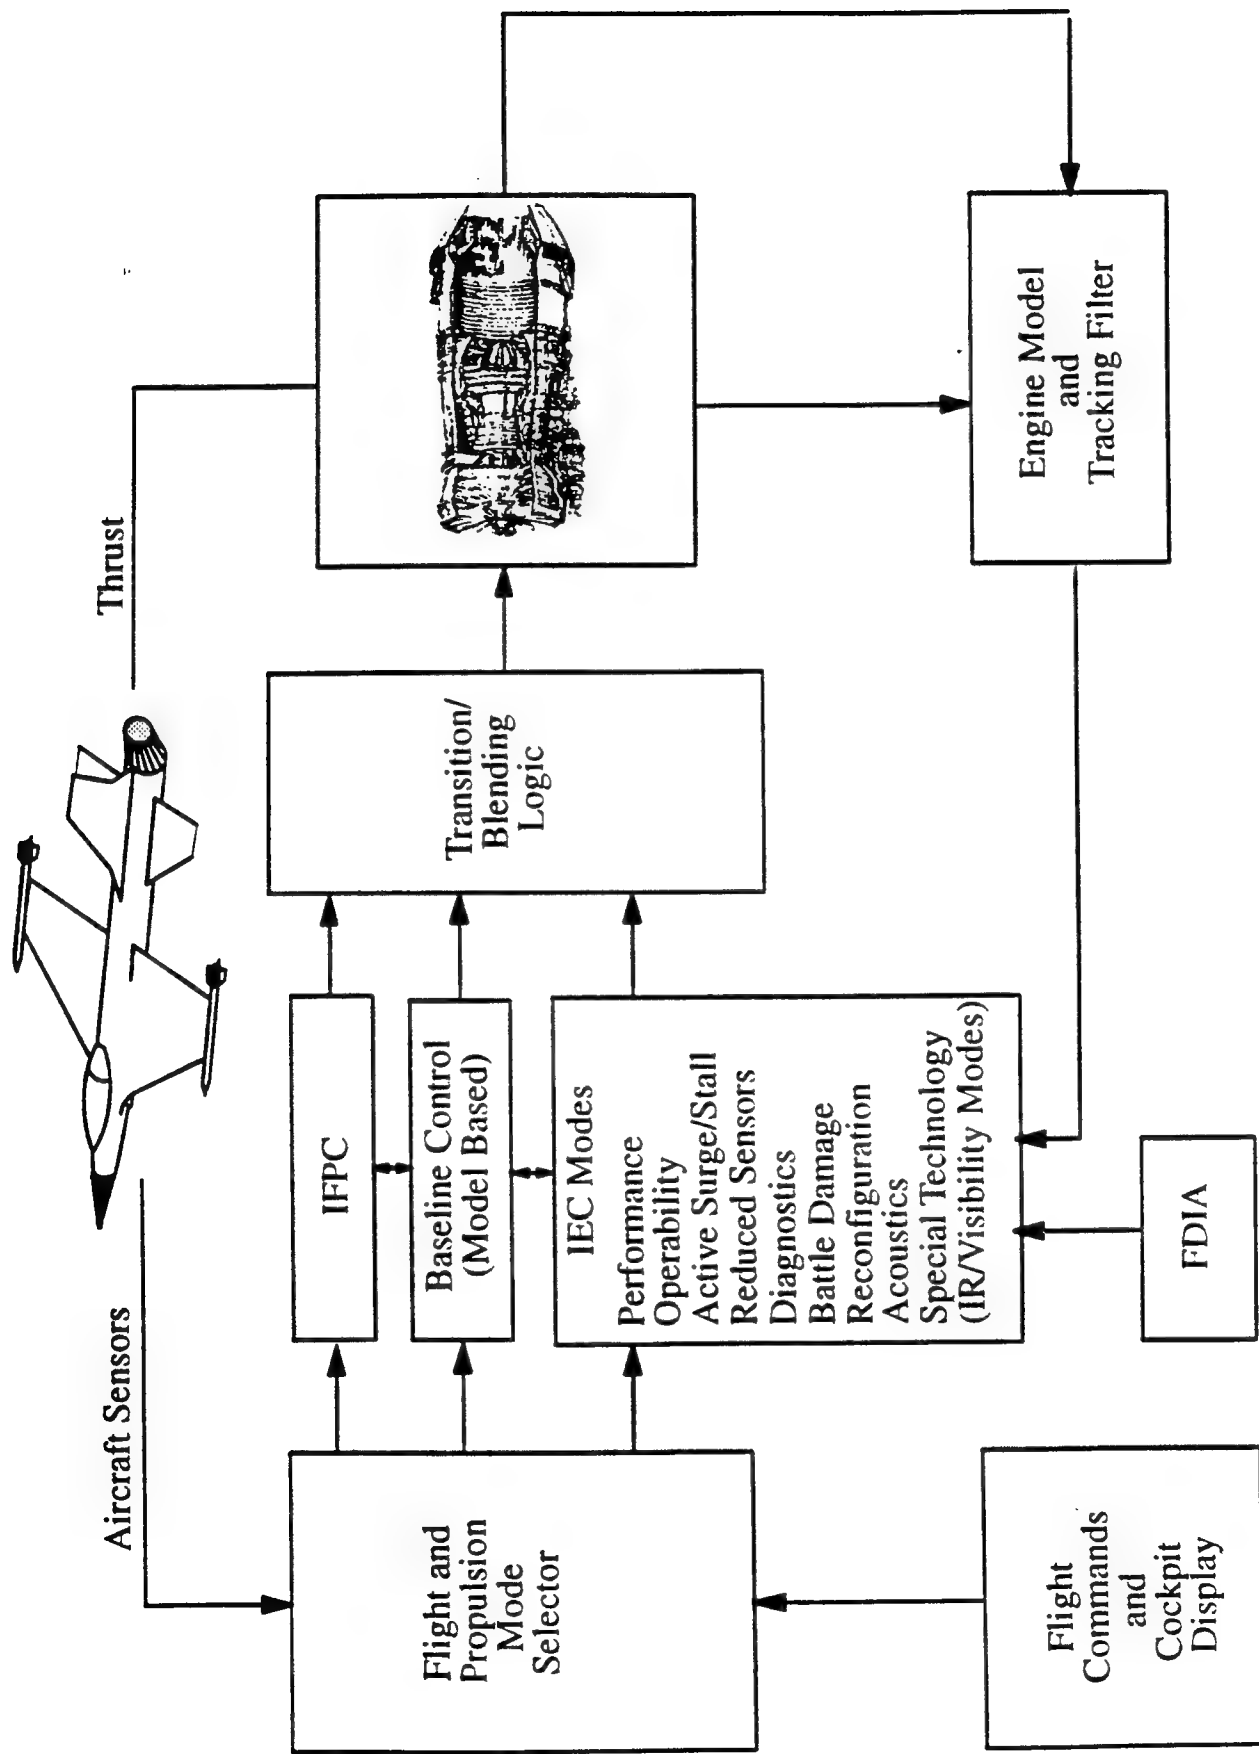 Aircraft Sensors
Thrust
Flight and
Propulsion
Mode
Selector
IFPC
Baseline Control
(Model Based)
IEC Modes
Performance
Operability
Active Surge/Stall
Reduced Sensors
Diagnostics
Battle Damage
Reconfiguration
Acoustics
Special Technology
(IR/Visibility Modes)
Transition/
Blending
Logic
Flight
Commands
and
Cockpit
Display
FDIA
Engine Model
and
Tracking Filter